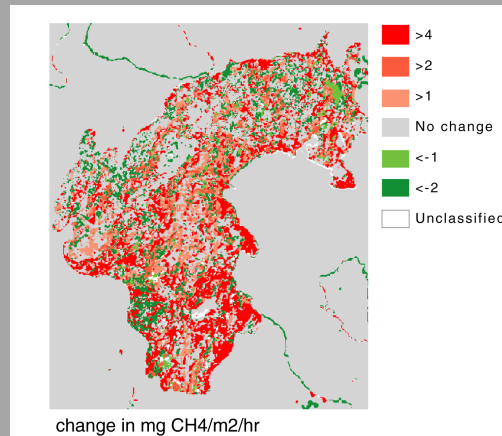 >4
>2
>1
No change
<-1
<-2
Unclassified
change in mg CH4/m2/hr